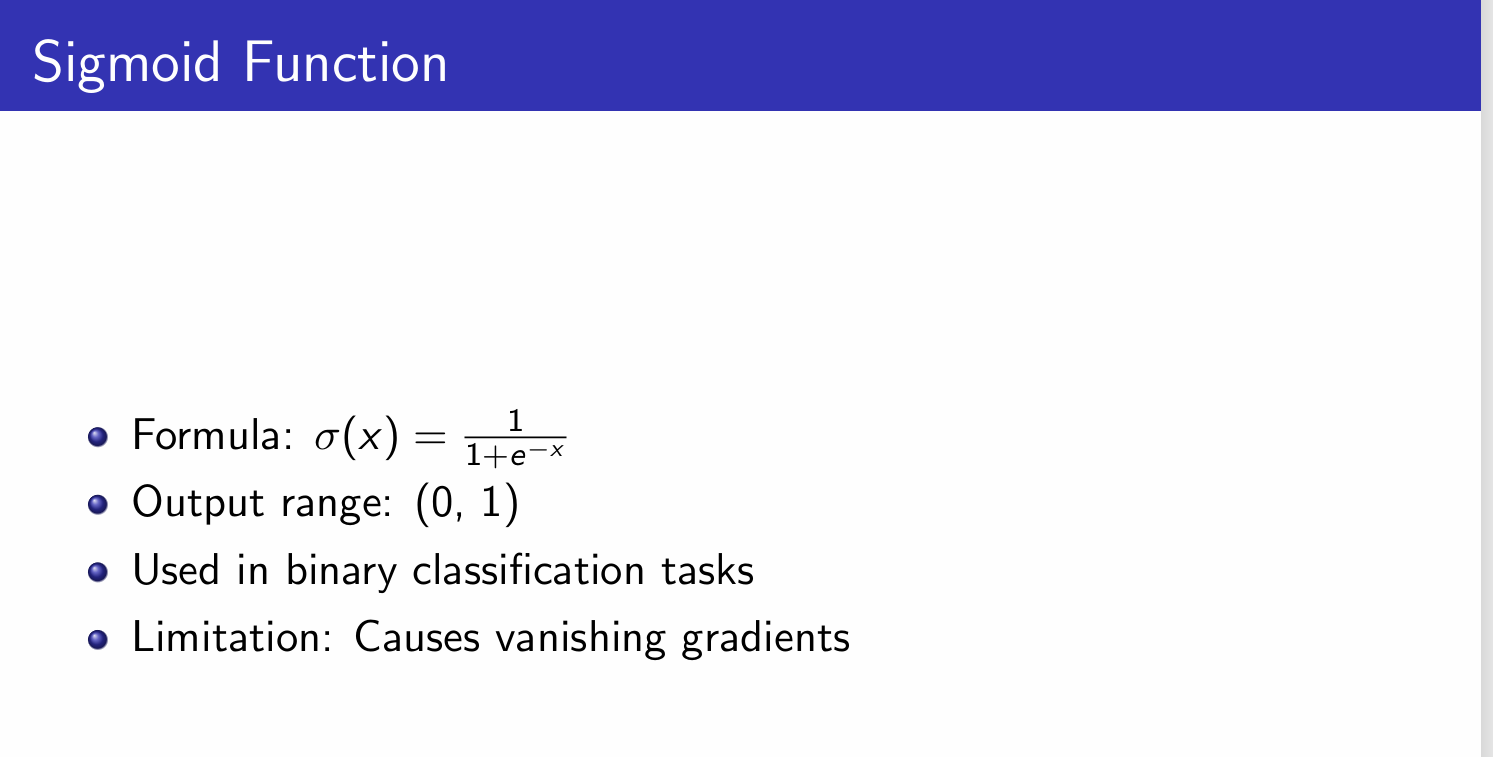 Sigmoid Function
Formula: σ(x) = 1/(1+e⁻ˣ)
Output range: (0, 1)
Used in binary classification tasks
Limitation: Causes vanishing gradients